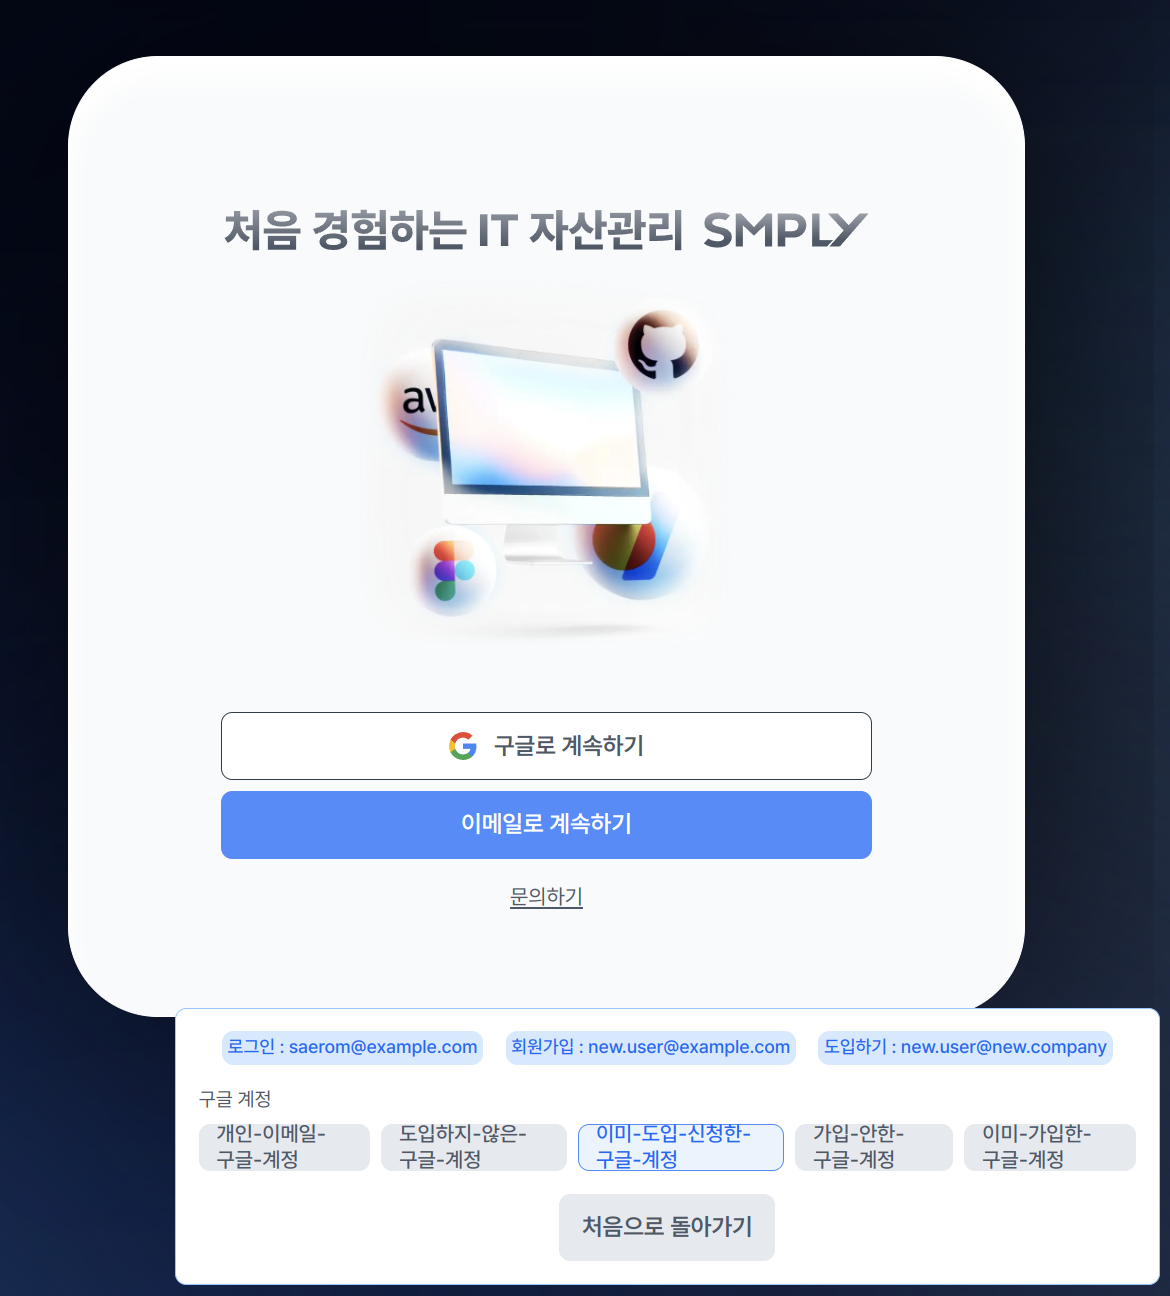 처음 경험하는 IT 자산관리 SMPLY
구글로 계속하기
이메일로 계속하기
문의하기
로그인 : saerom@example.com
회원가입 : new.user@example.com
도입하기 : new.user@new.company
구글 계정
개인-이메일-
구글-계정
도입하지-않은-
구글-계정
이미-도입-신청한-
구글-계정
가입-안한-
구글-계정
이미-가입한-
구글-계정
처음으로 돌아가기